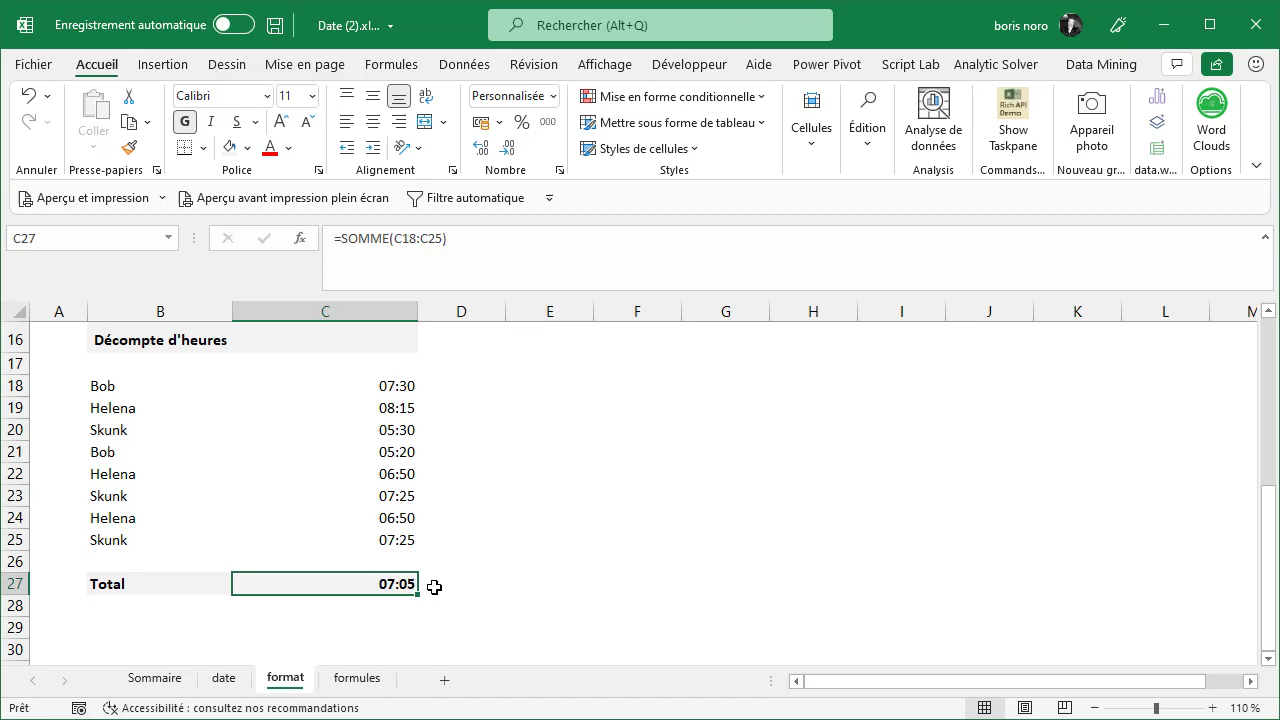 Enregistrement automatique
Date (2).xl...
Rechercher (Alt+Q)
boris noro
Fichier Accueil Insertion Dessin Mise en page Formules Données Révision Affichage Développeur Aide Power Pivot Script Lab Analytic Solver Data Mining
Coller
Calibri 11
G I S A A
ab
Personnalisée
% 000
Mise en forme conditionnelle
Mettre sous forme de tableau
Styles de cellules
Cellules
Édition
Analyse de données
Rich API Demo
Show Taskpane
Appareil photo
Word Clouds
Annuler Presse-papiers Police Alignement Nombre Styles Analysis Commands... Nouveau gr... data.w... Options
Aperçu et impression Aperçu avant impression plein écran Filtre automatique
C27 fx =SOMME(C18:C25)
A B C D E F G H I J K L M
16 Décompte d'heures
17
18 Bob 07:30
19 Helena 08:15
20 Skunk 05:30
21 Bob 05:20
22 Helena 06:50
23 Skunk 07:25
24 Helena 06:50
25 Skunk 07:25
26
27 Total 07:05
28
29
30
Sommaire date format formules
Prêt Accessibilité : consultez nos recommandations 110 %